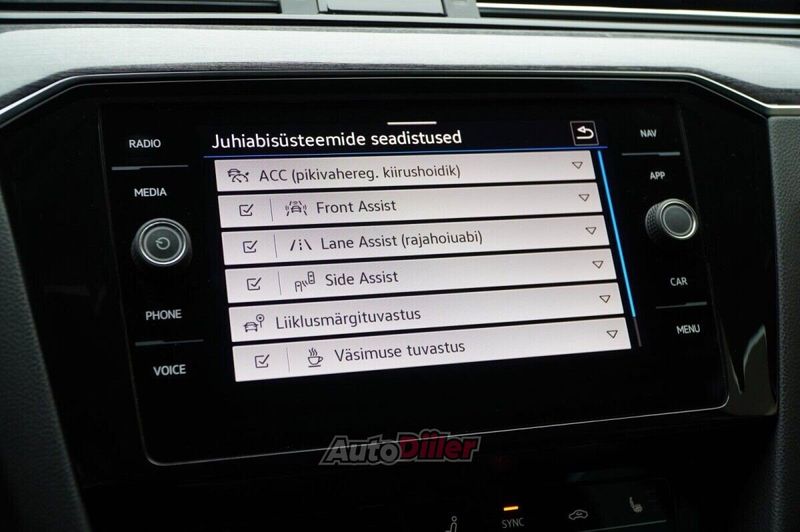 RADIO
MEDIA
PHONE
VOICE
Juhiabisüsteemide seadistused
ACC (pikivahereg. kiirushoidik)
Front Assist
Lane Assist (rajahoiuabi)
Side Assist
Liiklusmärgituvastus
Väsimuse tuvastus
NAV
APP
CAR
MENU
AutoDiler
SYNC